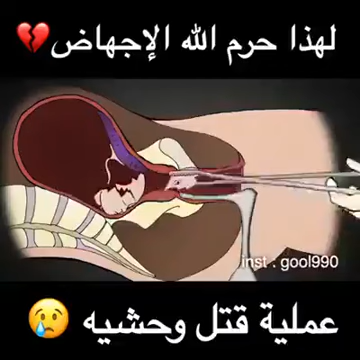 لهذا حرم الله الإجهاض💔
inst . gool990
عملية قتل وحشيه 😢